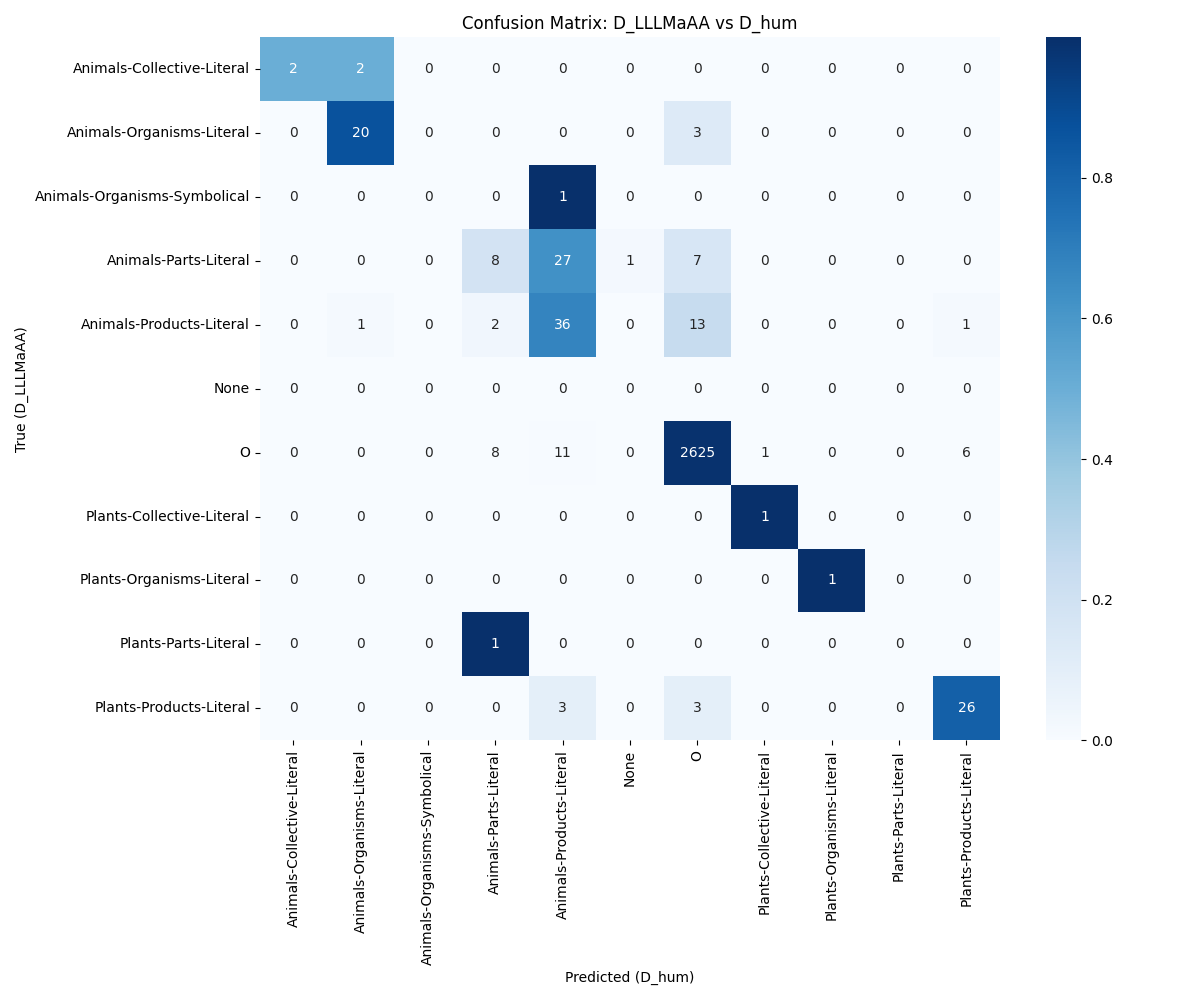 Confusion Matrix: D_LLLMaAA vs D_hum
Animals-Collective-Literal 2 2 0 0 0 0 0 0 0 0 0
Animals-Organisms-Literal 0 20 0 0 0 0 3 0 0 0 0
Animals-Organisms-Symbolical 0 0 0 0 1 0 0 0 0 0 0
Animals-Parts-Literal 0 0 0 8 27 1 7 0 0 0 0
Animals-Products-Literal 0 1 0 2 36 0 13 0 0 0 1
None 0 0 0 0 0 0 0 0 0 0 0
O 0 0 0 8 11 0 2625 1 0 0 6
Plants-Collective-Literal 0 0 0 0 0 0 0 1 0 0 0
Plants-Organisms-Literal 0 0 0 0 0 0 0 0 1 0 0
Plants-Parts-Literal 0 0 0 1 0 0 0 0 0 0 0
Plants-Products-Literal 0 0 0 0 3 0 3 0 0 0 26
True (D_LLLMaAA)
Animals-Collective-Literal
Animals-Organisms-Literal
Animals-Organisms-Symbolical
Animals-Parts-Literal
Animals-Products-Literal
None
O
Plants-Collective-Literal
Plants-Organisms-Literal
Plants-Parts-Literal
Plants-Products-Literal
Predicted (D_hum)
0.8
0.6
0.4
0.2
0.0